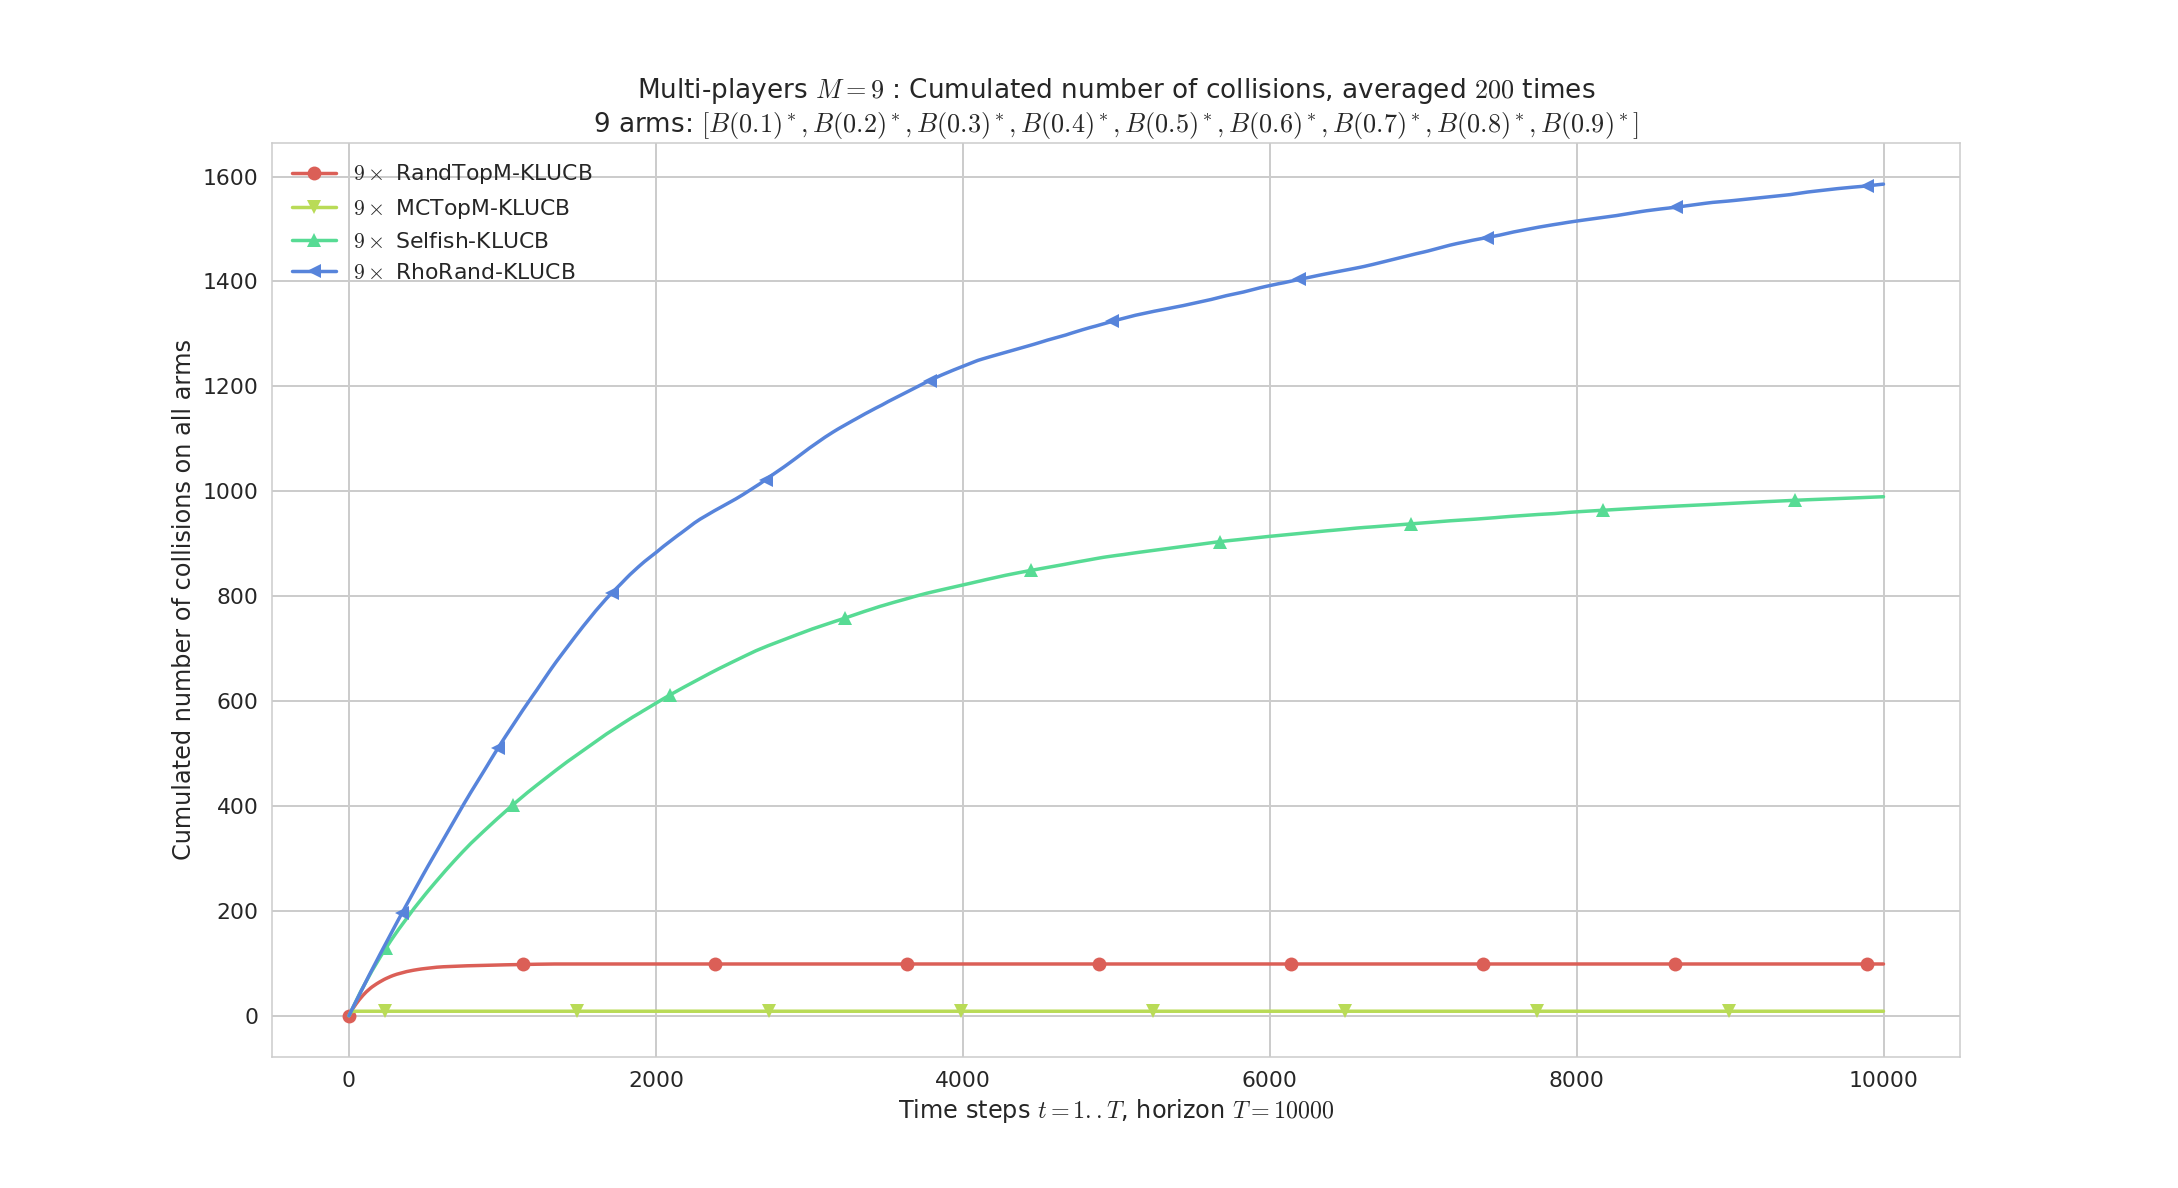 Multi-players M = 9 : Cumulated number of collisions, averaged 200 times
9 arms: [B(0.1)*, B(0.2)*, B(0.3)*, B(0.4)*, B(0.5)*, B(0.6)*, B(0.7)*, B(0.8)*, B(0.9)*]
9× RandTopM-KLUCB
9× MCTopM-KLUCB
9× Selfish-KLUCB
9× RhoRand-KLUCB
Cumulated number of collisions on all arms
1600
1400
1200
1000
800
600
400
200
0
0 2000 4000 6000 8000 10000
Time steps t = 1..T, horizon T = 10000